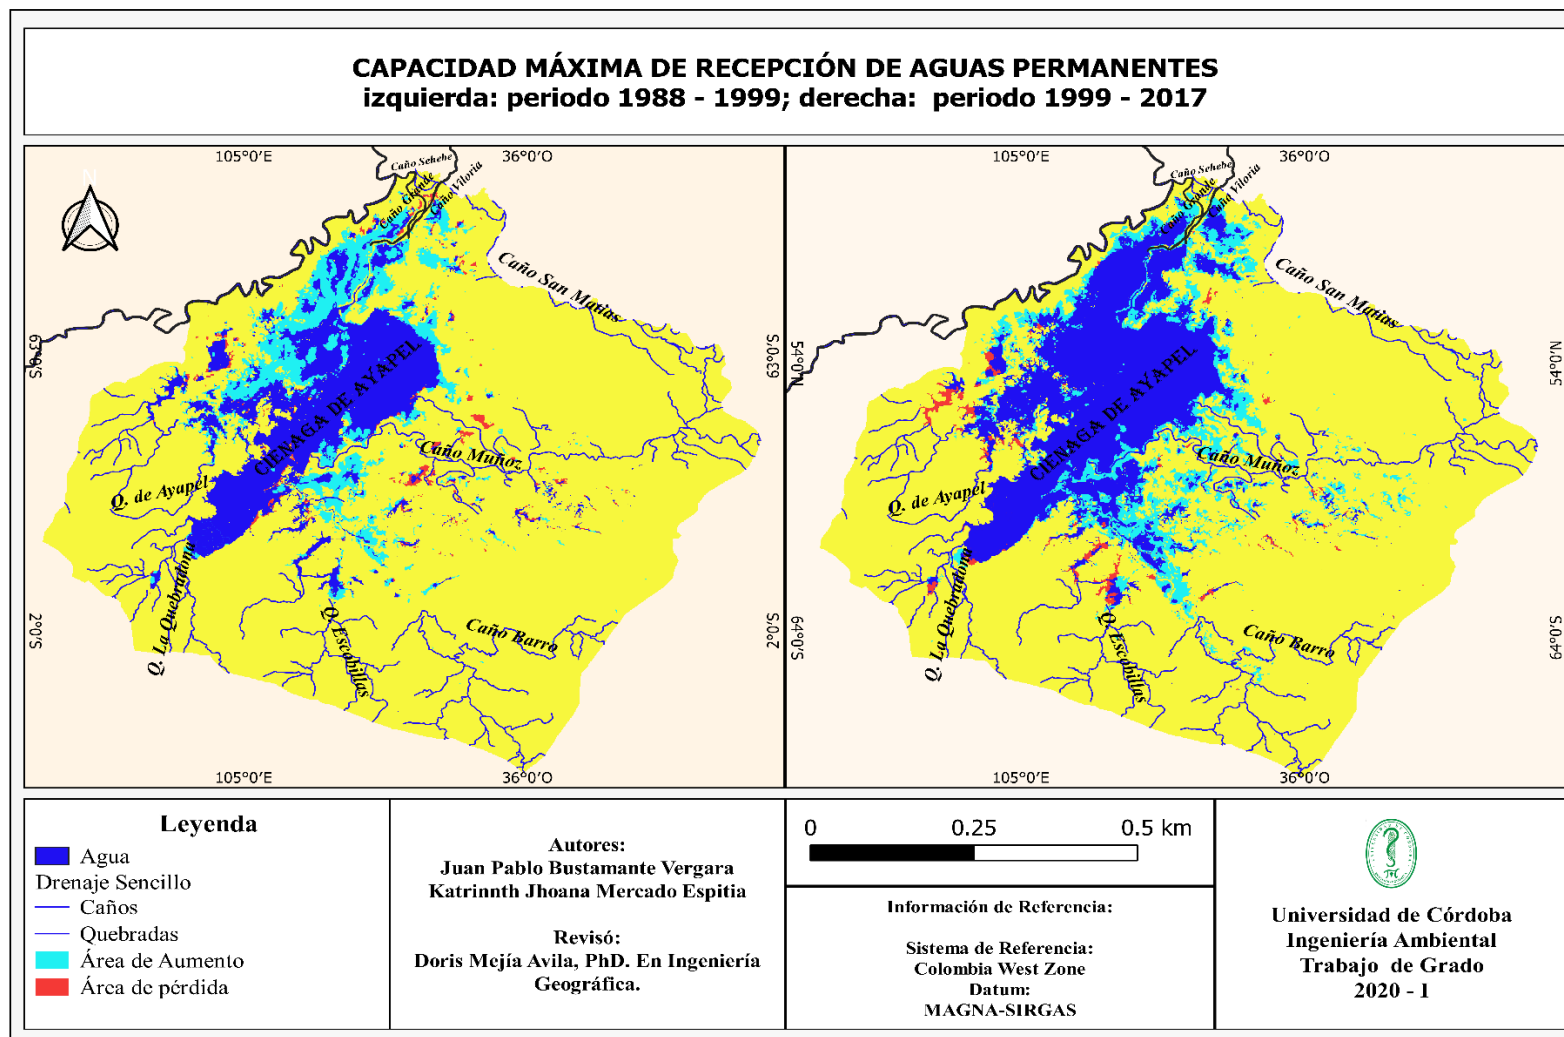 CAPACIDAD MÁXIMA DE RECEPCIÓN DE AGUAS PERMANENTES
izquierda: periodo 1988 - 1999; derecha: periodo 1999 - 2017
105°0'E
36°0'O
N
Caño Sehebe
Caño Grande
Caño Viloria
Caño San Matias
63°0'S
63°0'S
CIENAGA DE AYAPEL
Caño Muñoz
Q. de Ayapel
Q. La Quebradona
Q. Escobillas
Caño Barro
2°0'S
2°0'S
105°0'E
36°0'O
105°0'E
36°0'O
Caño Sehebe
Caño Grande
Caño Viloria
Caño San Matias
54°0'N
54°0'N
CIENAGA DE AYAPEL
Caño Muñoz
Q. de Ayapel
Q. La Quebradona
Q. Escobillas
Caño Barro
64°0'S
64°0'S
105°0'E
36°0'O
Leyenda
Agua
Drenaje Sencillo
Caños
Quebradas
Área de Aumento
Área de pérdida
Autores:
Juan Pablo Bustamante Vergara
Katrinnth Jhoana Mercado Espitia
Revisó:
Doris Mejía Avila, PhD. En Ingeniería
Geográfica.
0 0.25 0.5 km
Información de Referencia:
Sistema de Referencia:
Colombia West Zone
Datum:
MAGNA-SIRGAS
Universidad de Córdoba
Ingeniería Ambiental
Trabajo de Grado
2020 - I